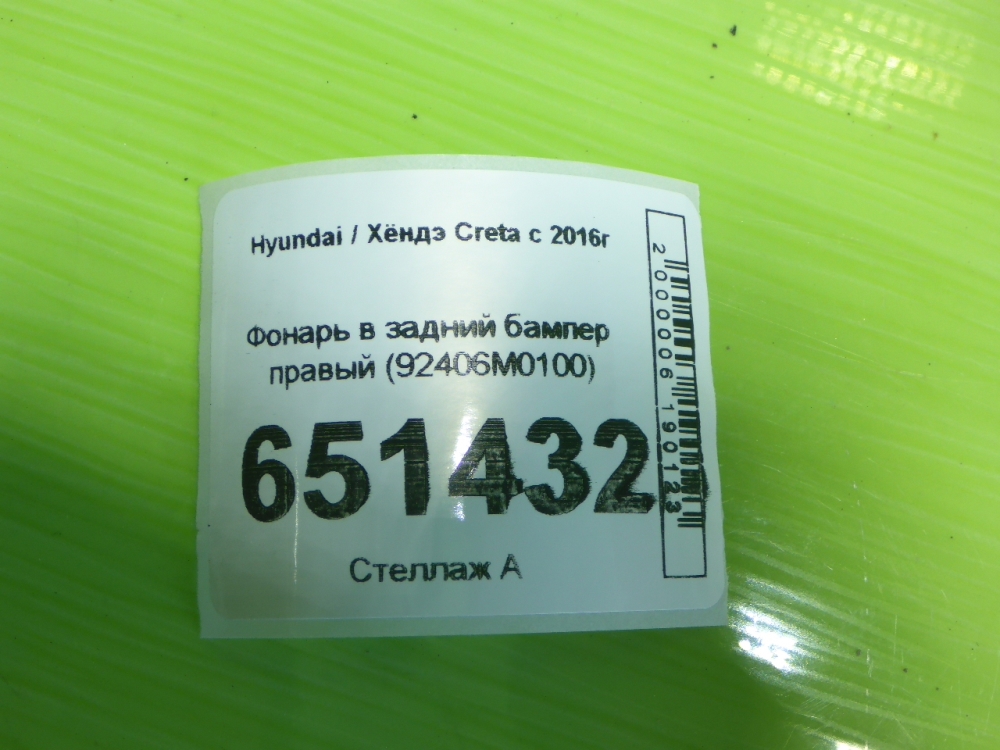 Hyundai / Хёндэ Creta с 2016г
Фонарь в задний бампер
правый (92406M0100)
651432
Стеллаж А
2000006190123